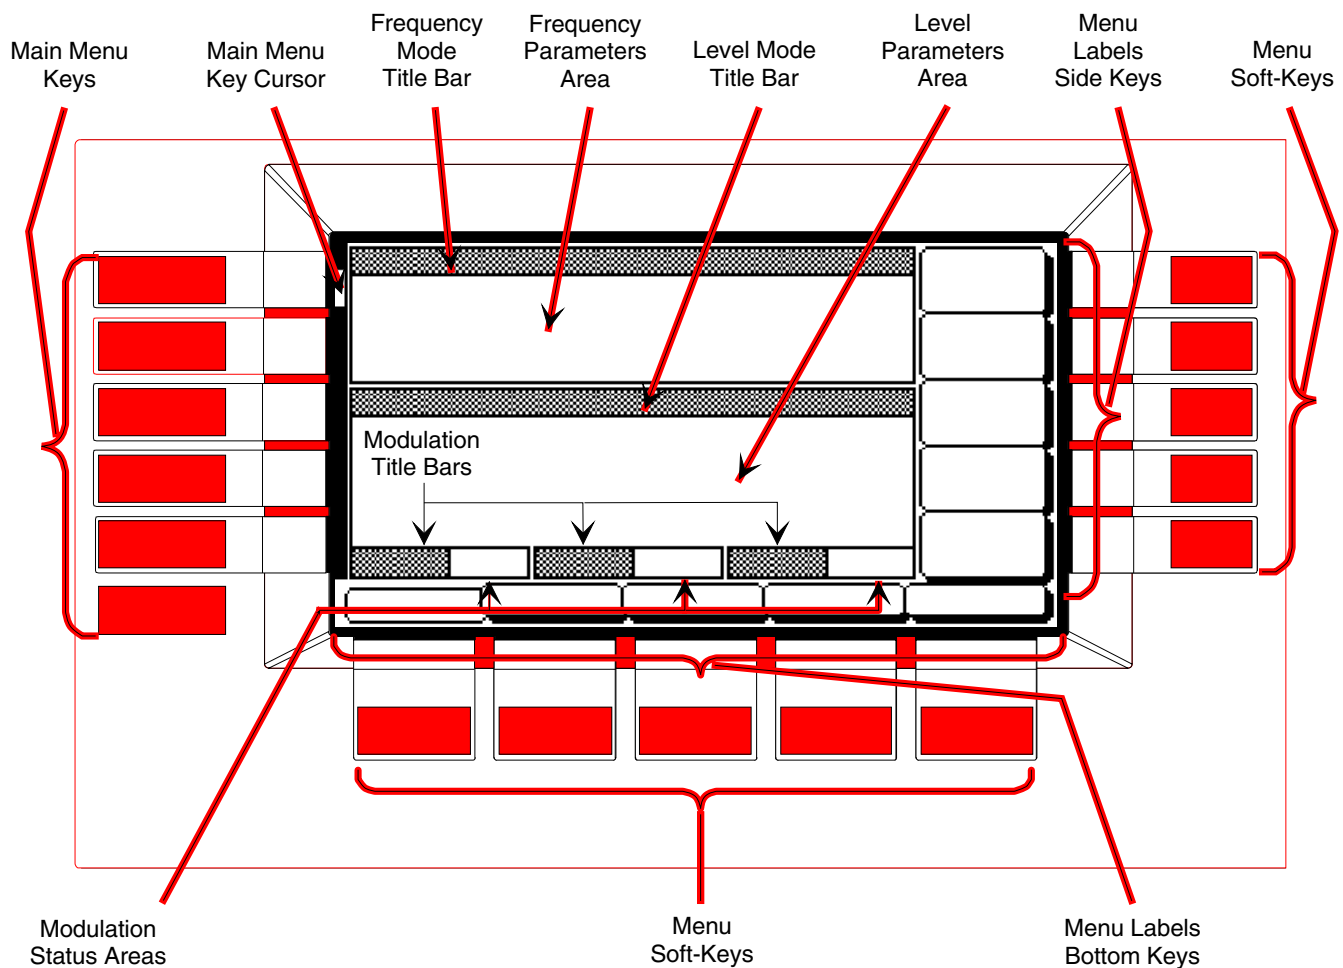 Main Menu
Keys
Main Menu
Key Cursor
Frequency
Mode
Title Bar
Frequency
Parameters
Area
Level Mode
Title Bar
Level
Parameters
Area
Menu
Labels
Side Keys
Menu
Soft-Keys
Modulation
Title Bars
Modulation
Status Areas
Menu
Soft-Keys
Menu Labels
Bottom Keys